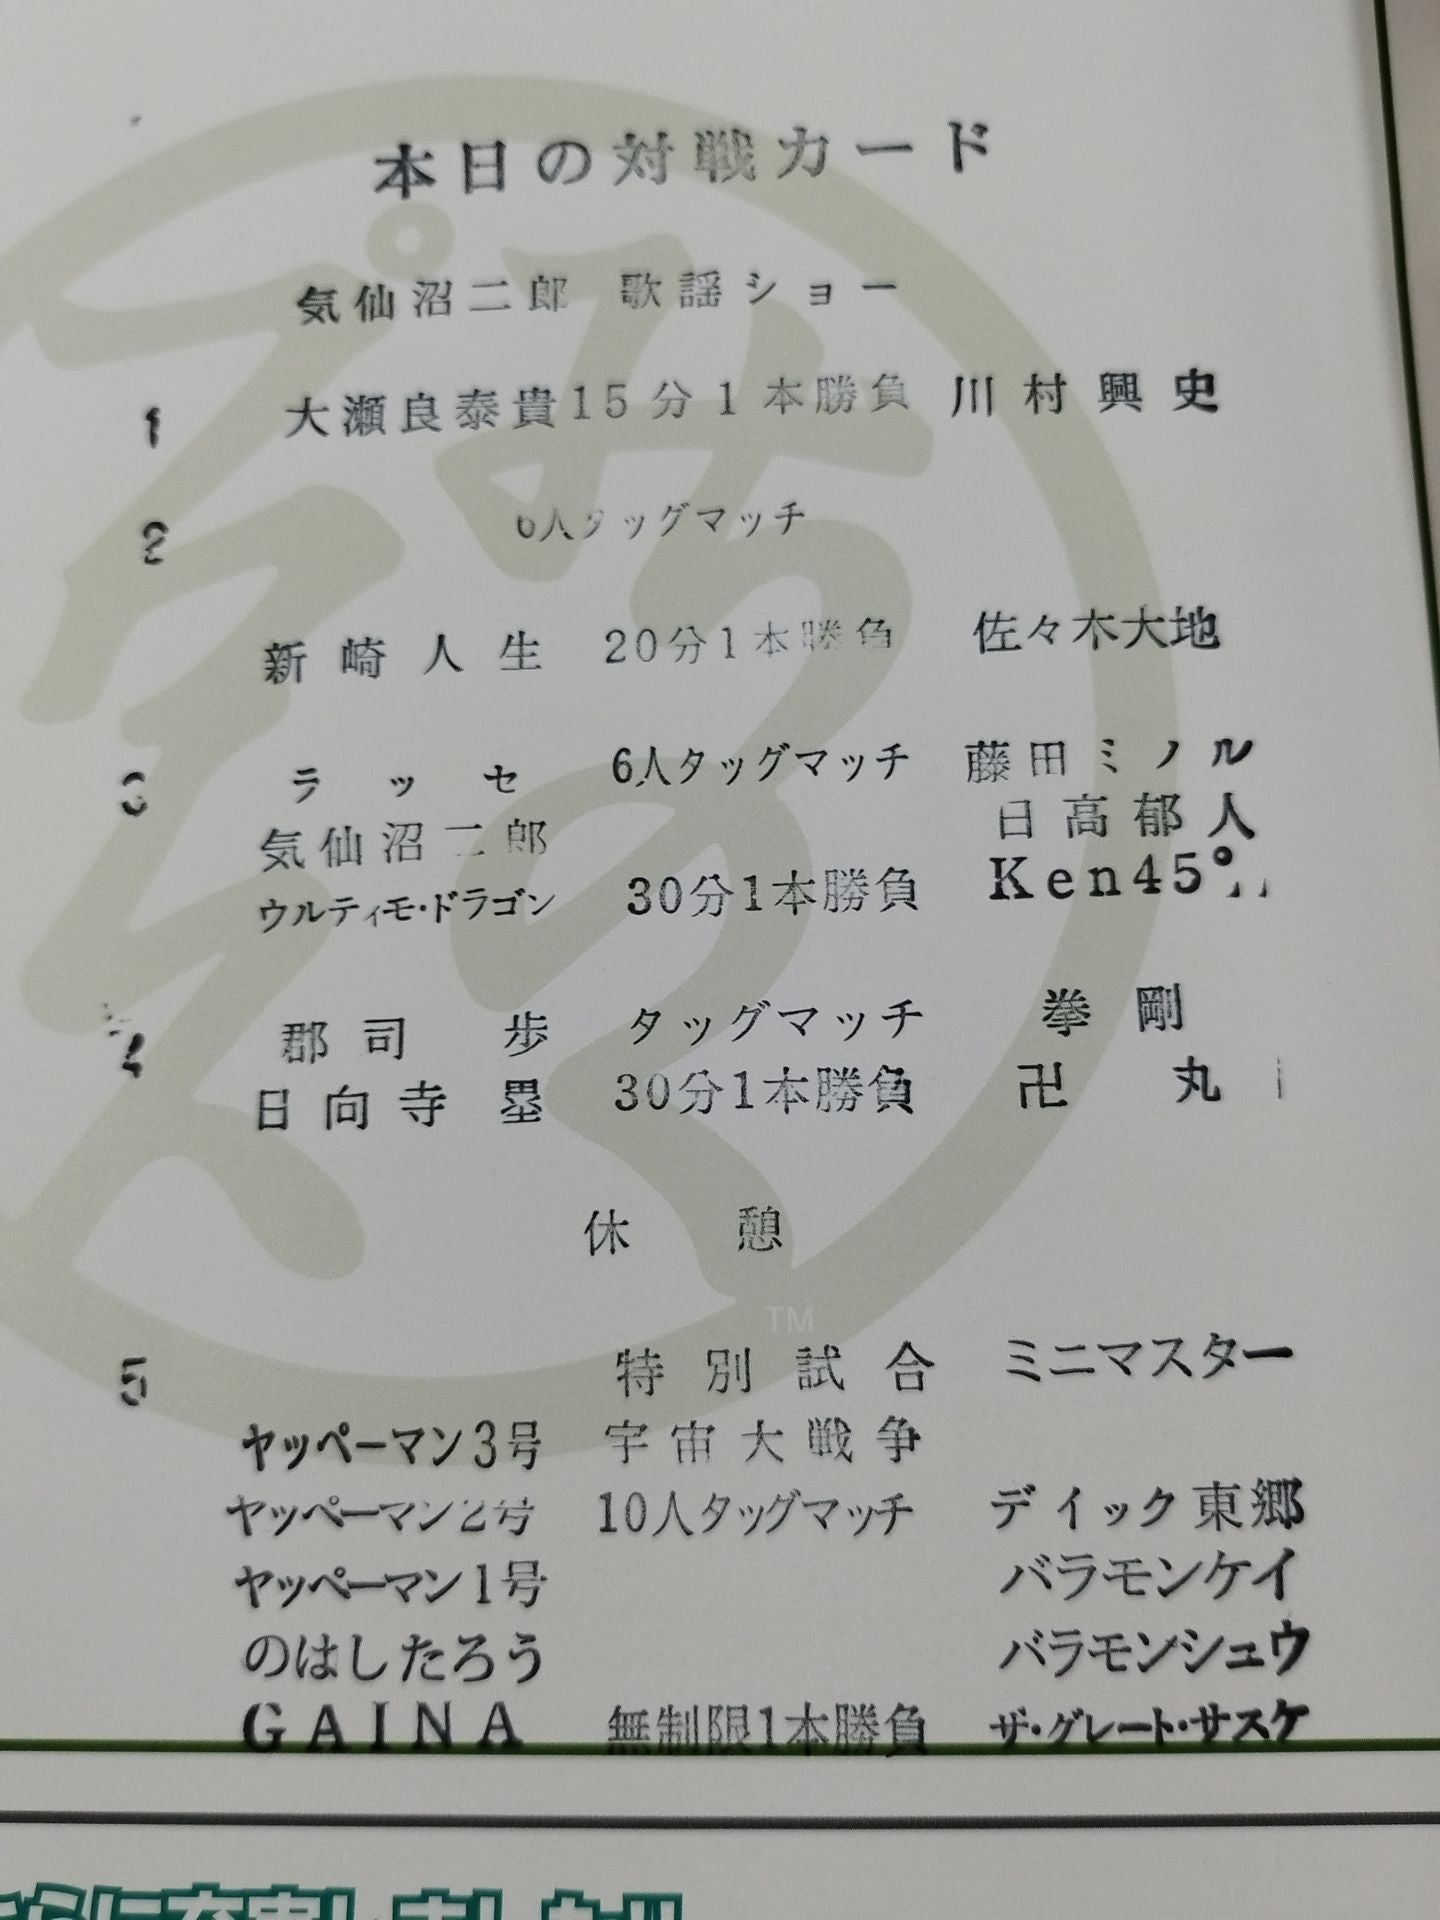 本日の対戦カード
気仙沼二郎 歌謡ショー
1 大瀬良泰貴 15分1本勝負 川村興史
2 6人タッグマッチ
新崎人生 20分1本勝負 佐々木大地
3 ラッセ 6人タッグマッチ 藤田ミノル
気仙沼二郎 日高郁人
ウルティモ・ドラゴン 30分1本勝負 Ken45°
4 郡司歩 タッグマッチ 拳剛
日向寺塁 30分1本勝負 卍丸
休憩
TM
5 特別試合 ミニマスター
ヤッペーマン3号 宇宙大戦争
ヤッペーマン2号 10人タッグマッチ ディック東郷
ヤッペーマン1号 バラモンケイ
のはしたろう バラモンシュウ
GAINA 無制限1本勝負 ザ・グレート・サスケ